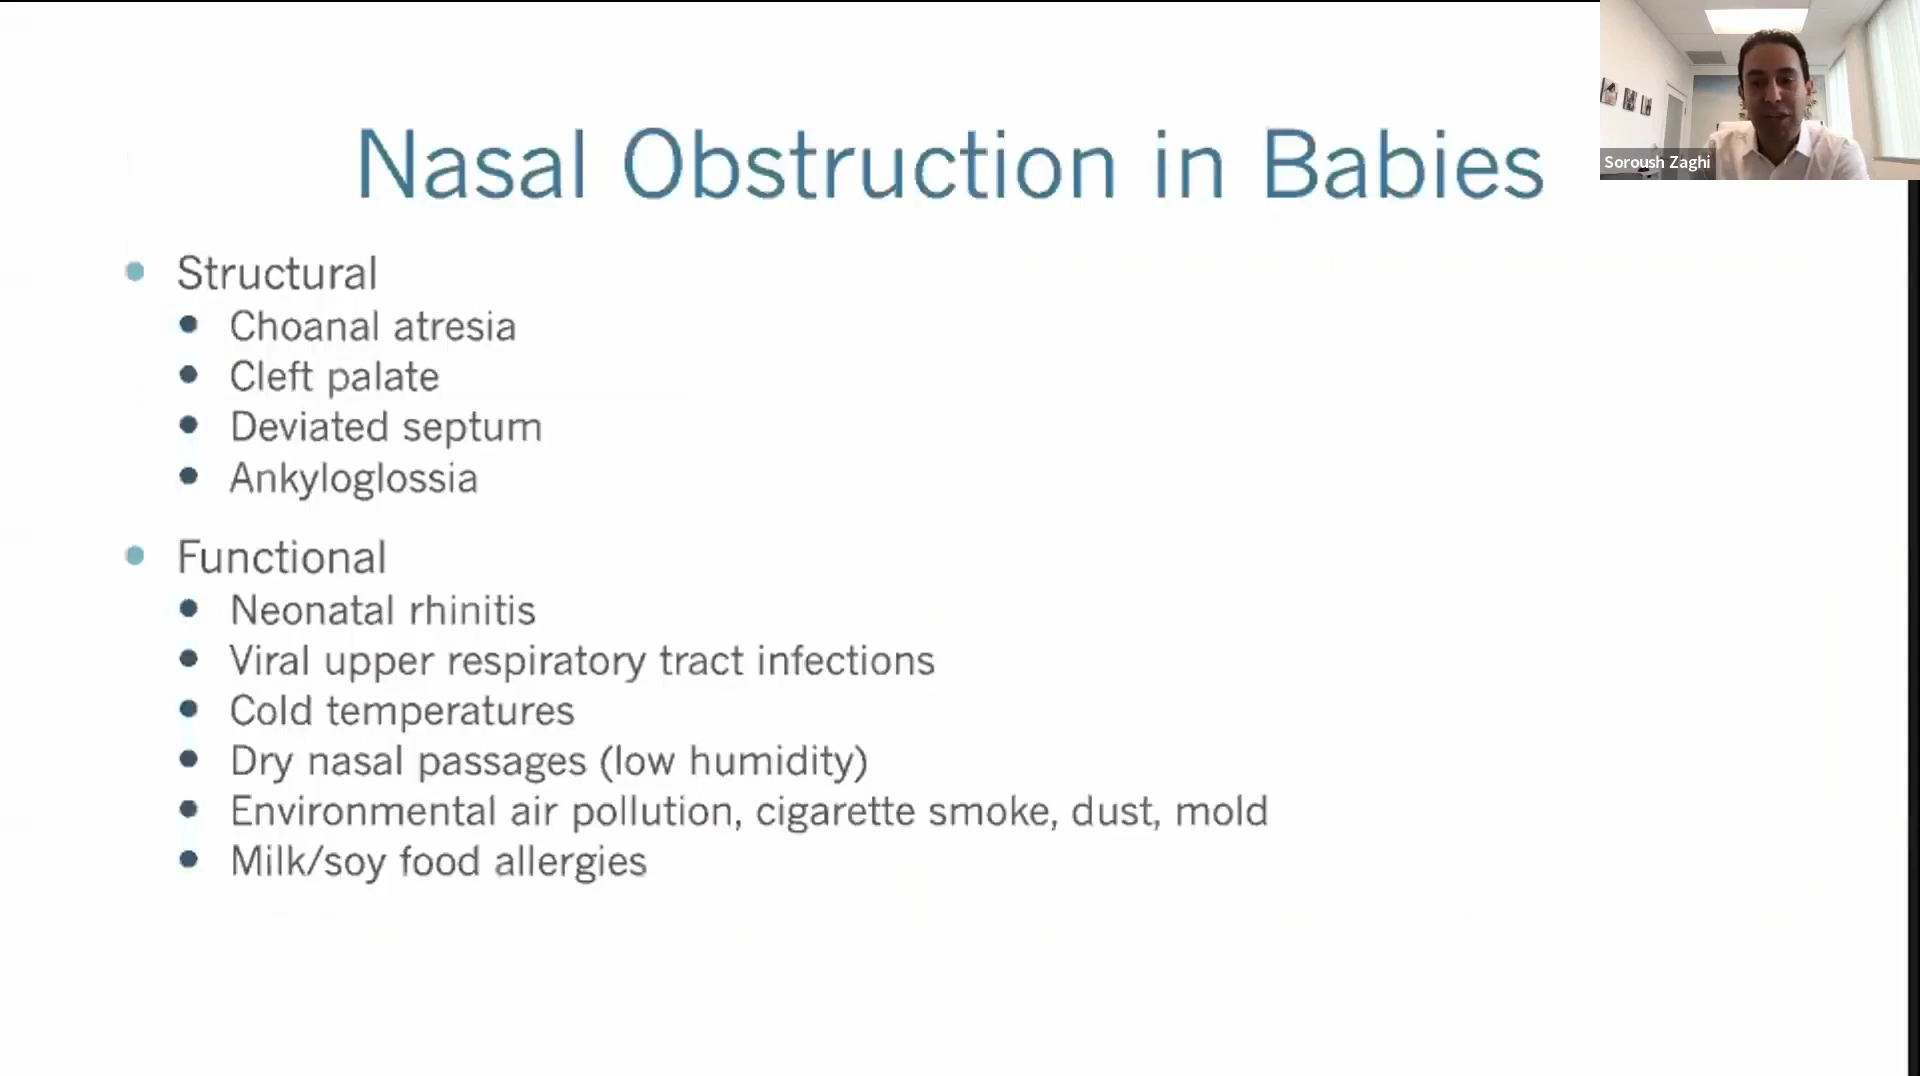 Nasal Obstruction in Babies
Soroush Zaghi
Structural
Choanal atresia
Cleft palate
Deviated septum
Ankyloglossia
Functional
Neonatal rhinitis
Viral upper respiratory tract infections
Cold temperatures
Dry nasal passages (low humidity)
Environmental air pollution, cigarette smoke, dust, mold
Milk/soy food allergies